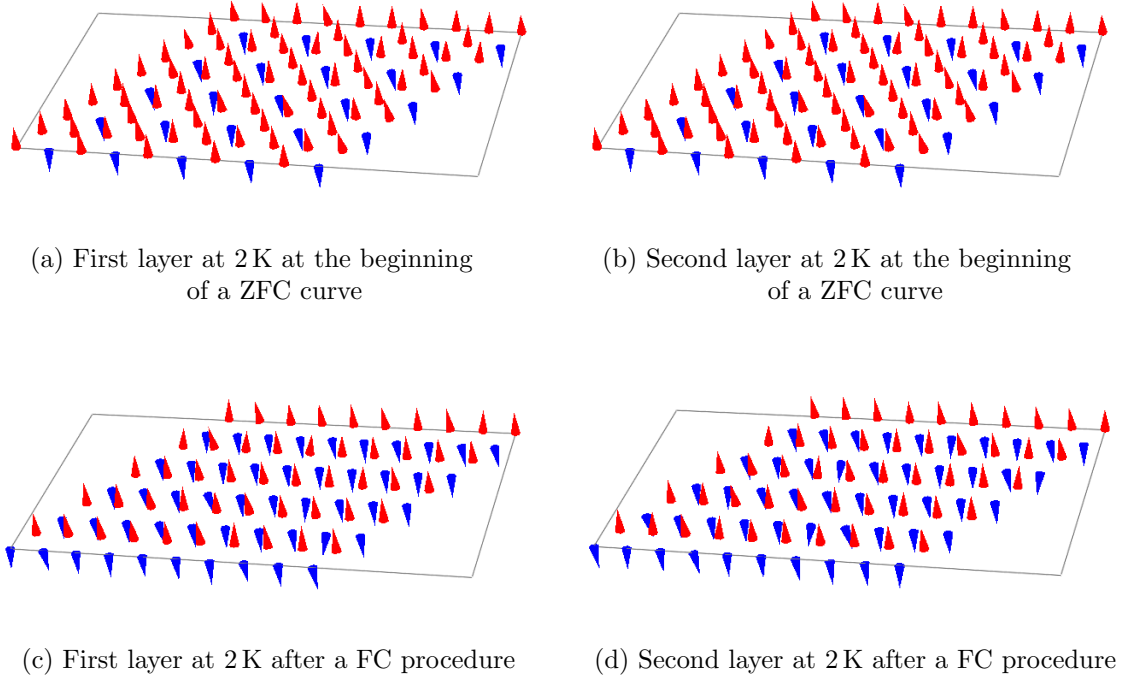 (a) First layer at 2 K at the beginning
of a ZFC curve
(b) Second layer at 2 K at the beginning
of a ZFC curve
(c) First layer at 2 K after a FC procedure
(d) Second layer at 2 K after a FC procedure